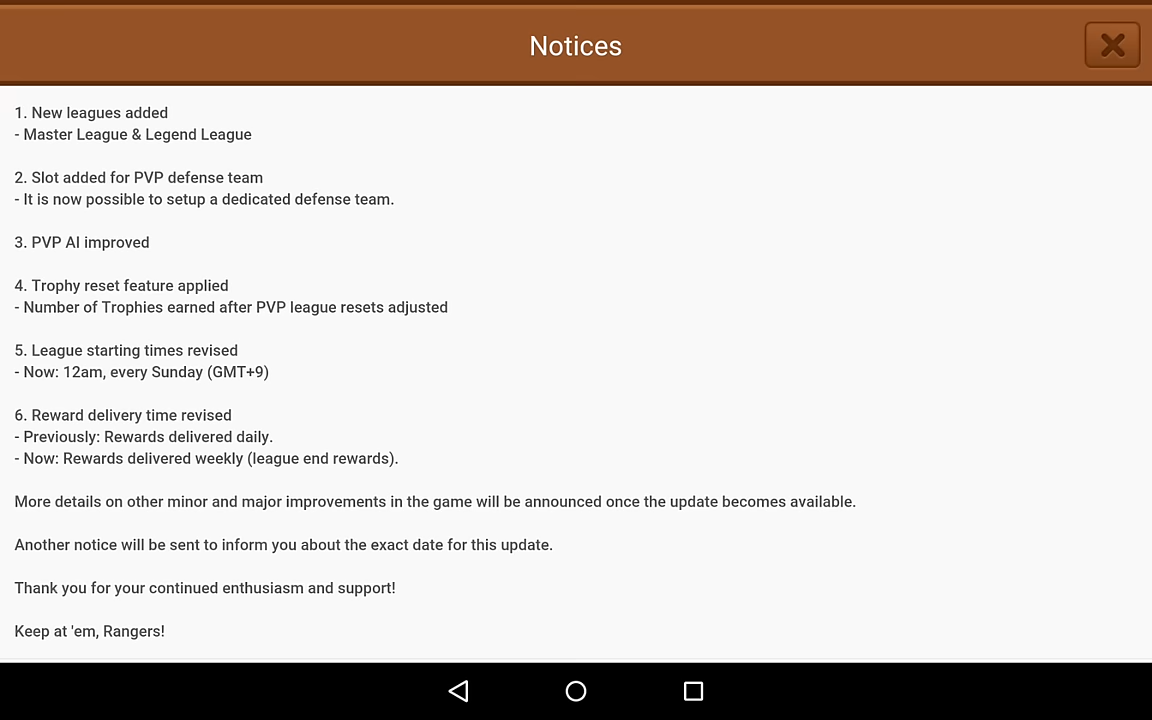 Notices
1. New leagues added
- Master League & Legend League
2. Slot added for PVP defense team
- It is now possible to setup a dedicated defense team.
3. PVP AI improved
4. Trophy reset feature applied
- Number of Trophies earned after PVP league resets adjusted
5. League starting times revised
- Now: 12am, every Sunday (GMT+9)
6. Reward delivery time revised
- Previously: Rewards delivered daily.
- Now: Rewards delivered weekly (league end rewards).
More details on other minor and major improvements in the game will be announced once the update becomes available.
Another notice will be sent to inform you about the exact date for this update.
Thank you for your continued enthusiasm and support!
Keep at 'em, Rangers!